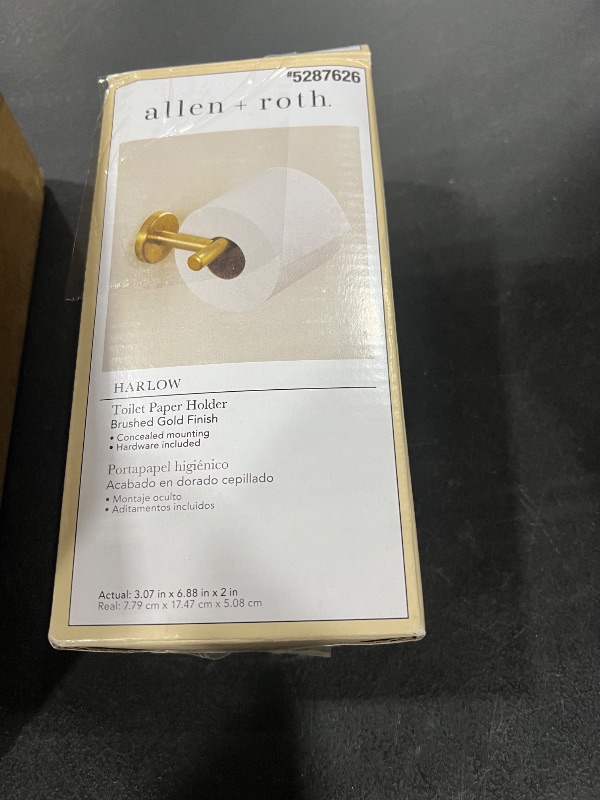 #5287626
allen + roth.
HARLOW
Toilet Paper Holder
Brushed Gold Finish
• Concealed mounting
• Hardware included
Portapapel higiénico
Acabado en dorado cepillado
• Montaje oculto
• Aditamentos incluidos
Actual: 3.07 in x 6.88 in x 2 in
Real: 7.79 cm x 17.47 cm x 5.08 cm